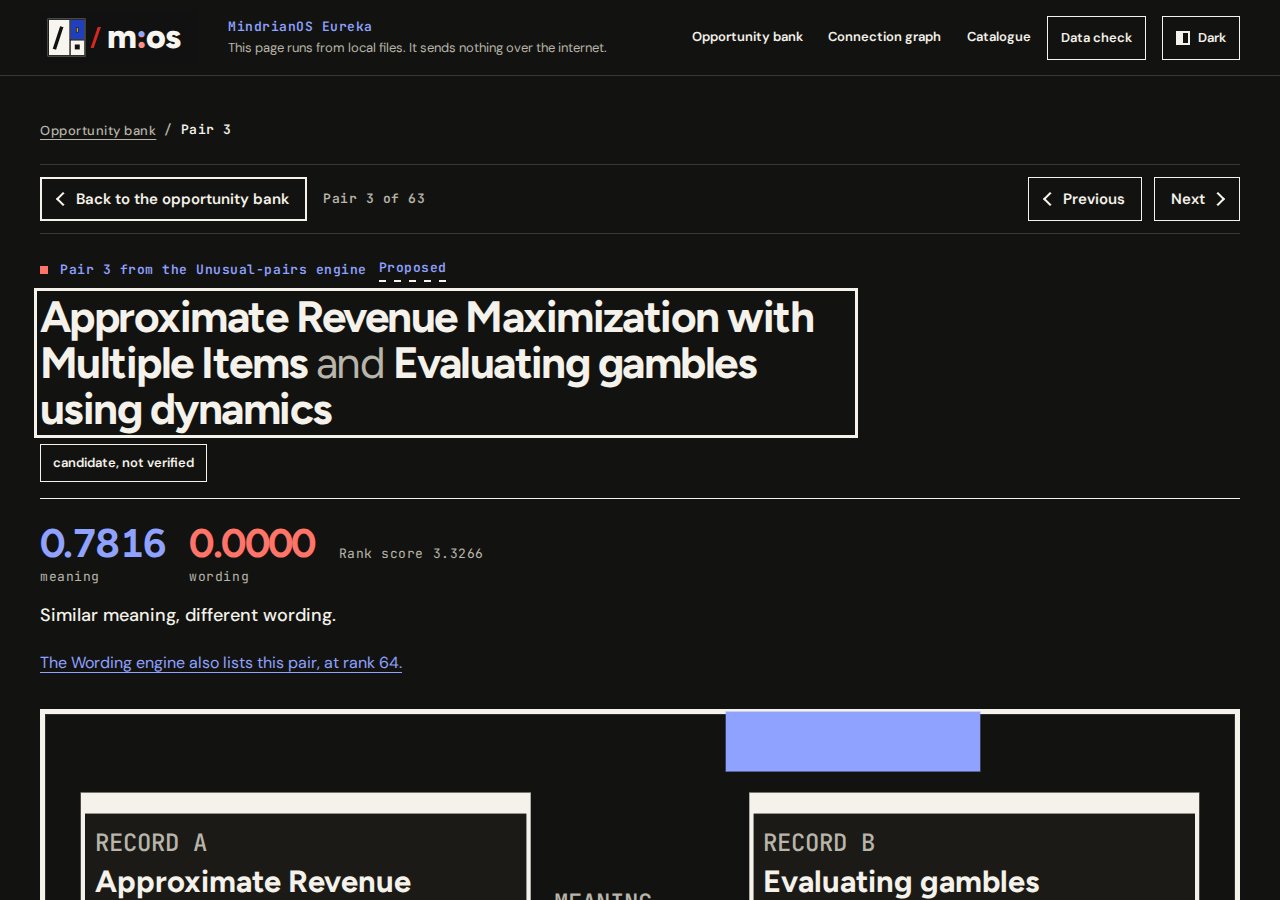 / m:os
MindrianOS Eureka
This page runs from local files. It sends nothing over the internet.
Opportunity bank
Connection graph
Catalogue
Data check
Dark
Opportunity bank / Pair 3
Back to the opportunity bank
Pair 3 of 63
Previous
Next
Pair 3 from the Unusual-pairs engine Proposed
Approximate Revenue Maximization with
Multiple Items and Evaluating gambles
using dynamics
candidate, not verified
0.7816 0.0000 Rank score 3.3266
meaning wording
Similar meaning, different wording.
The Wording engine also lists this pair, at rank 64.
RECORD A
Approximate Revenue
MEANING
RECORD B
Evaluating gambles